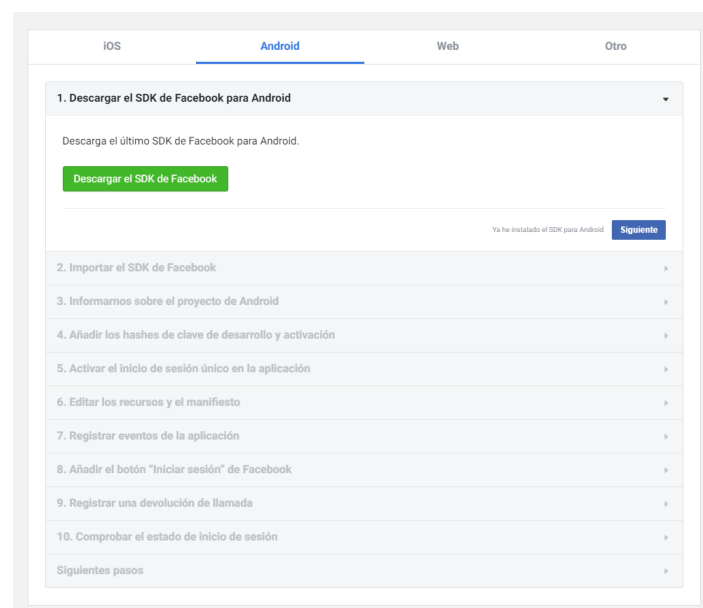 iOS Android Web Otro
1. Descargar el SDK de Facebook para Android
Descarga el último SDK de Facebook para Android.
Descargar el SDK de Facebook
Ya he instalado el SDK para Android Siguiente
2. Importar el SDK de Facebook
3. Informarnos sobre el proyecto de Android
4. Añadir los hashes de clave de desarrollo y activación
5. Activar el inicio de sesión único en la aplicación
6. Editar los recursos y el manifiesto
7. Registrar eventos de la aplicación
8. Añadir el botón "Iniciar sesión" de Facebook
9. Registrar una devolución de llamada
10. Comprobar el estado de inicio de sesión
Siguientes pasos